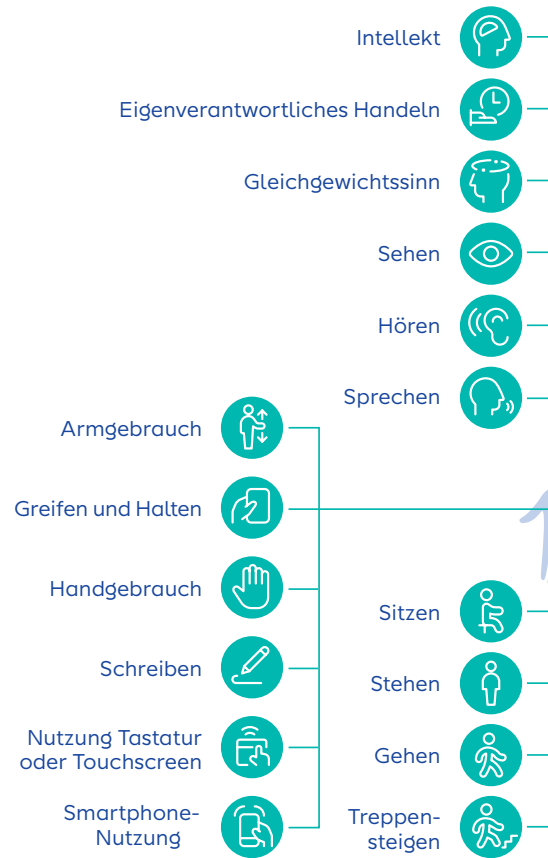 Intellekt
Eigenverantwortliches Handeln
Gleichgewichtssinn
Sehen
Hören
Sprechen
Armgebrauch
Greifen und Halten
Handgebrauch
Schreiben
Nutzung Tastatur
oder Touchscreen
Smartphone-
Nutzung
Sitzen
Stehen
Gehen
Treppen-
steigen